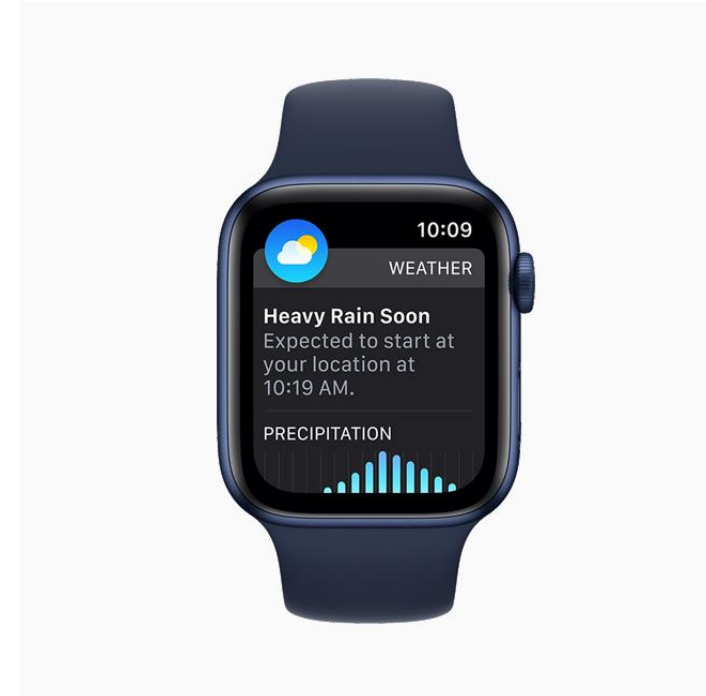 10:09
WEATHER
Heavy Rain Soon
Expected to start at
your location at
10:19 AM.
PRECIPITATION